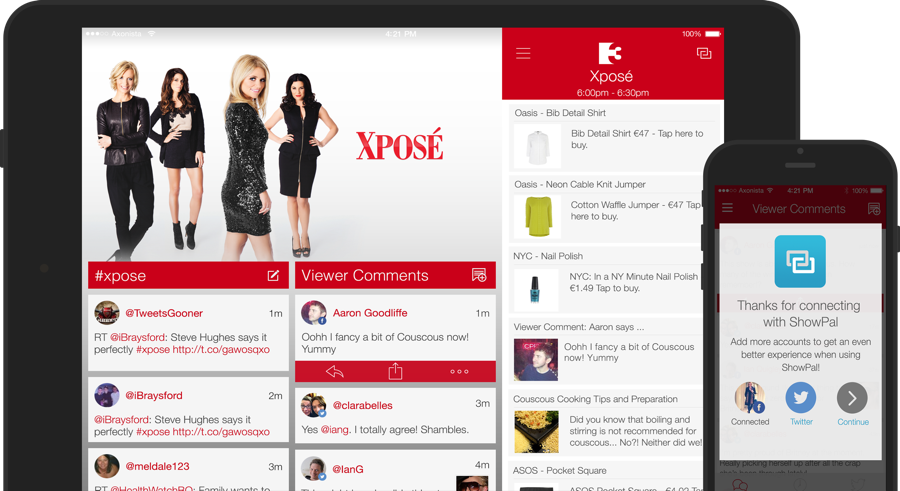 Axonista
4:21 PM
100%
XPOSÉ
#xpose
@TweetsGooner
1m
RT @iBraysford: Steve Hughes says it
perfectly #xpose http://t.co/gawosqxo
@iBraysford
2m
@iBraysford: Steve Hughes says it
perfectly #xpose http://t.co/gawosqxo
@meldale123
3m
RT @HealthWatchRO: Family wants to
Viewer Comments
Aaron Goodliffe
1m
Oohh I fancy a bit of Couscous now!
Yummy
@clarabelles
3m
Yes @iang. I totally agree! Shambles.
@IanG
4m
3
Xposé
6:00pm - 6:30pm
Oasis - Bib Detail Shirt
Bib Detail Shirt €47 - Tap here to
buy.
Oasis - Neon Cable Knit Jumper
Cotton Waffle Jumper - €47 Tap
here to buy.
NYC - Nail Polish
NYC: In a NY Minute Nail Polish
€1.49 Tap to buy.
Viewer Comment: Aaron says ...
Oohh I fancy a bit of Couscous
now! Yummy
Couscous Cooking Tips and Preparation
Did you know that boiling and
stirring is not recommended for
couscous... No?! Neither did we!
ASOS - Pocket Square
ASOS Pocket Square - €4.02 Tap
Axonista
4:21 PM
100%
Viewer Comments
Thanks for connecting
with ShowPal
Add more accounts to get an even
better experience when using
ShowPal!
Connected
Twitter
Continue
Really picking herself up after all the crap